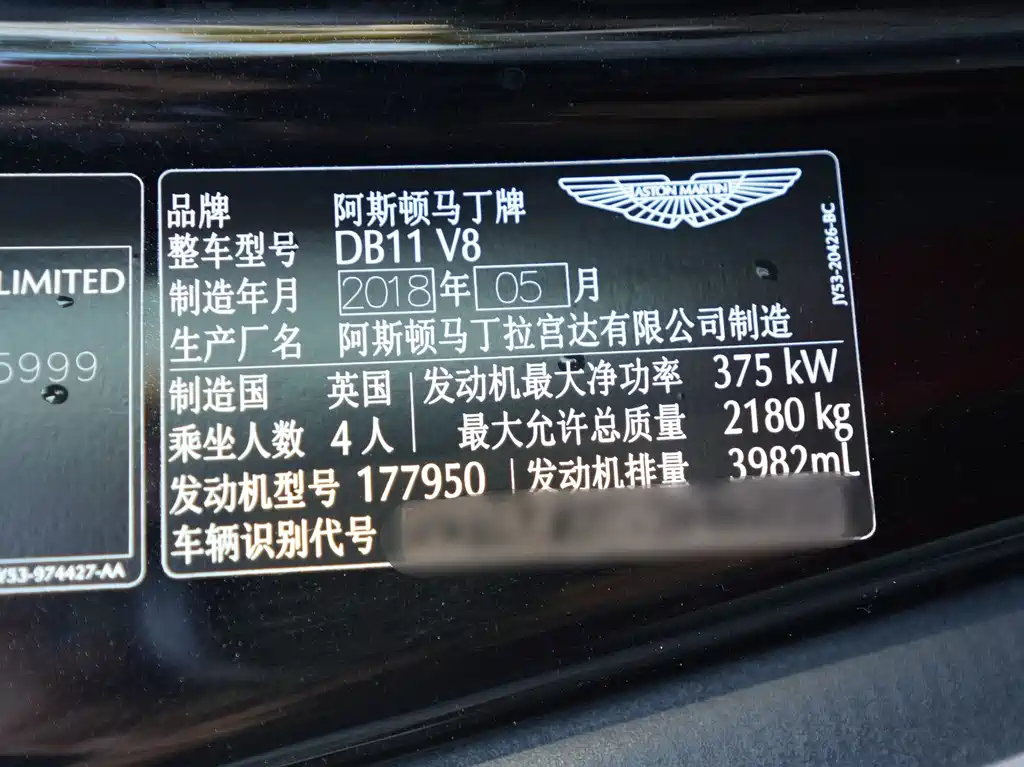 LIMITED
5999
JY53-974427-AA
ASTON MARTIN
品牌 阿斯顿马丁牌
整车型号 DB11 V8
制造年月 2018年 05 月
生产厂名 阿斯顿马丁拉宫达有限公司制造
制造国 英国 发动机最大净功率 375 kW
乘坐人数 4 人 最大允许总质量 2180 kg
发动机型号 177950 发动机排量 3982mL
车辆识别代号
JY53-20426-BC